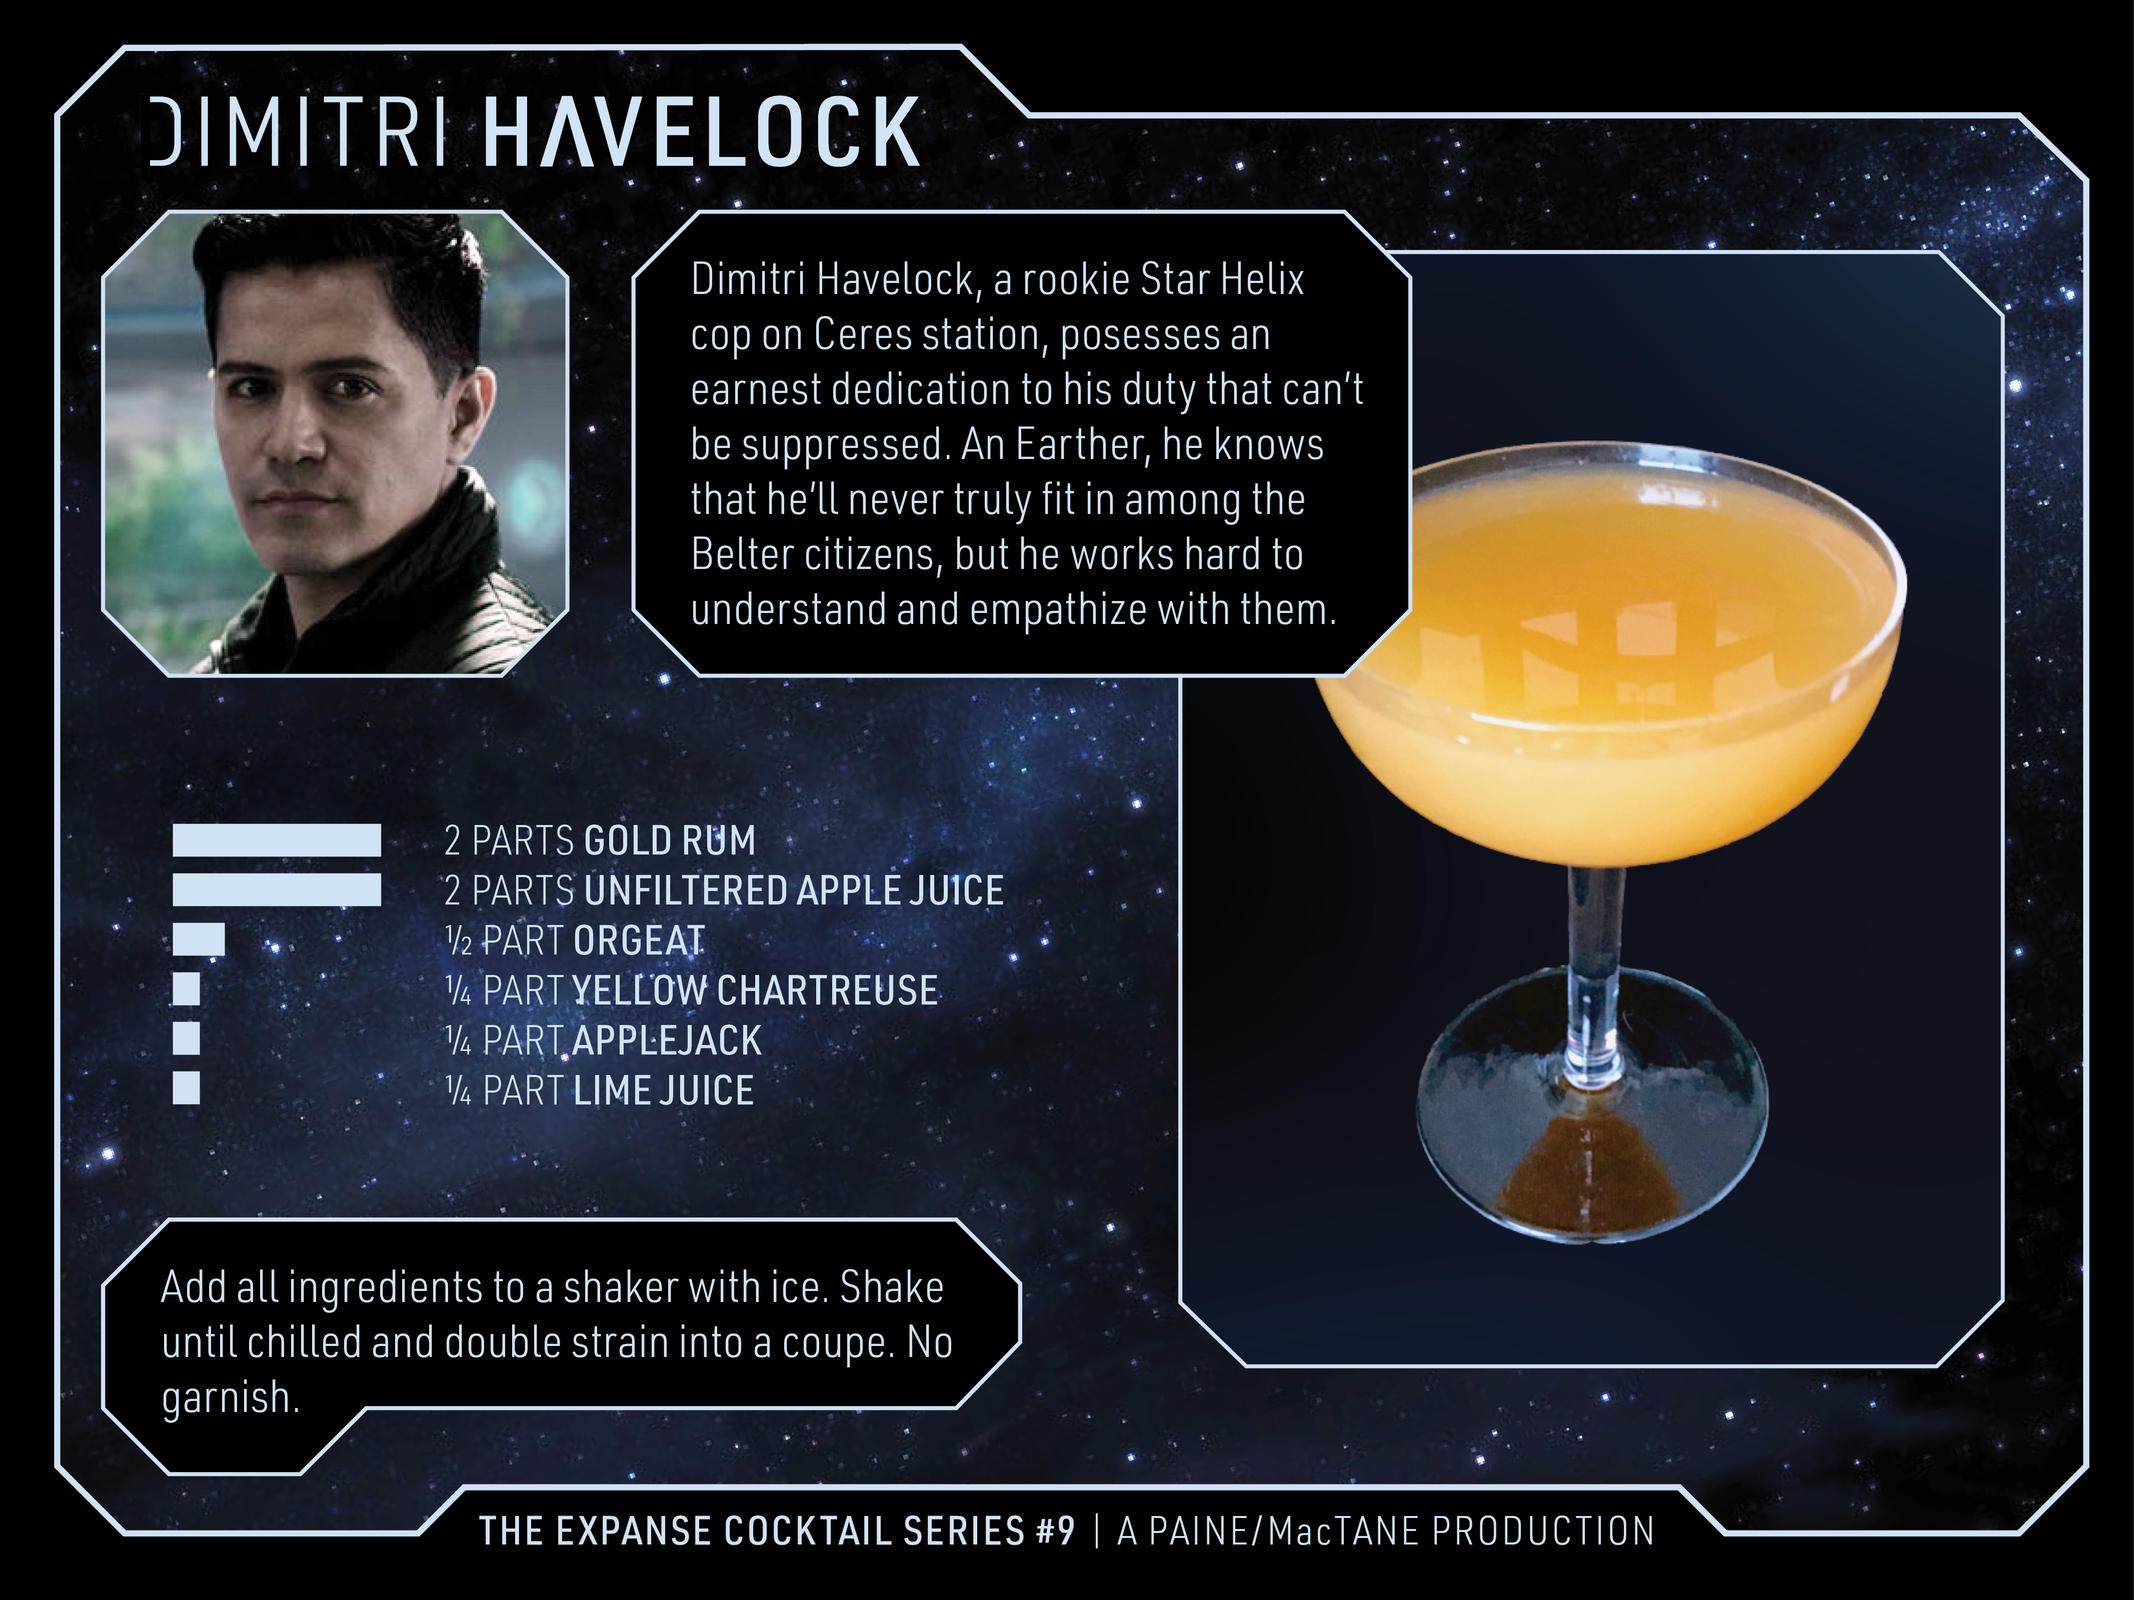 DIMITRI HAVELOCK
Dimitri Havelock, a rookie Star Helix
cop on Ceres station, posesses an
earnest dedication to his duty that can't
be suppressed. An Earther, he knows
that he'll never truly fit in among the
Belter citizens, but he works hard to
understand and empathize with them.
2 PARTS GOLD RUM
2 PARTS UNFILTERED APPLE JUICE
½ PART ORGEAT
¼ PART YELLOW CHARTREUSE
¼ PART APPLEJACK
¼ PART LIME JUICE
Add all ingredients to a shaker with ice. Shake
until chilled and double strain into a coupe. No
garnish.
THE EXPANSE COCKTAIL SERIES #9 | A PAINE/MacTANE PRODUCTION